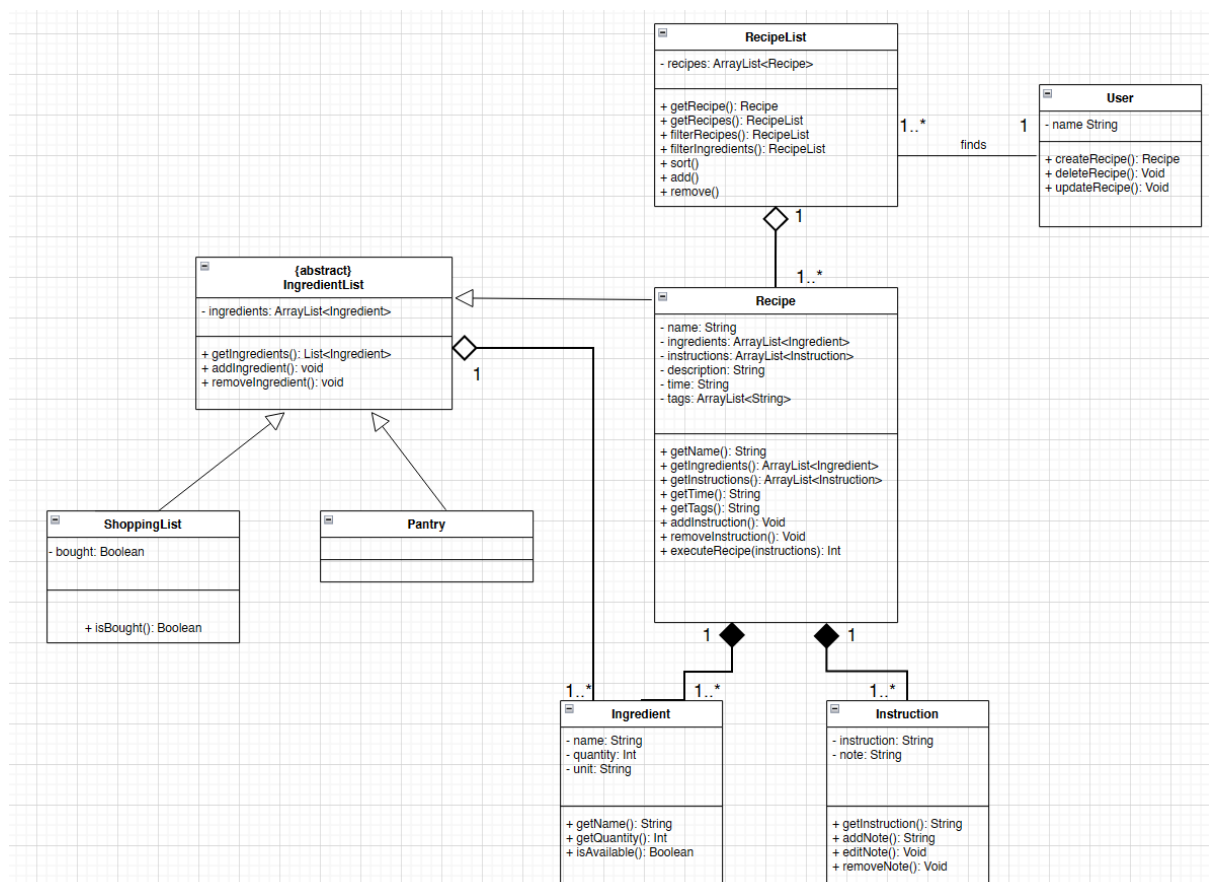 RecipeList
- recipes: ArrayList<Recipe>
+ getRecipe(): Recipe
+ getRecipes(): RecipeList
+ filterRecipes(): RecipeList
+ filterIngredients(): RecipeList
+ sort()
+ add()
+ remove()
1..*
1
finds
User
- name String
+ createRecipe(): Recipe
+ deleteRecipe(): Void
+ updateRecipe(): Void
1
1..*
{abstract}
IngredientList
- ingredients: ArrayList<Ingredient>
+ getIngredients(): List<Ingredient>
+ addIngredient(): void
+ removeIngredient(): void
1
Recipe
- name: String
- ingredients: ArrayList<Ingredient>
- instructions: ArrayList<Instruction>
- description: String
- time: String
- tags: ArrayList<String>
+ getName(): String
+ getIngredients(): ArrayList<Ingredient>
+ getInstructions(): ArrayList<Instruction>
+ getTime(): String
+ getTags(): String
+ addInstruction(): Void
+ removeInstruction(): Void
+ executeRecipe(instructions): Int
ShoppingList
- bought: Boolean
+ isBought(): Boolean
Pantry
1
1
1..*
1..*
1..*
Ingredient
- name: String
- quantity: Int
- unit: String
+ getName(): String
+ getQuantity(): Int
+ isAvailable(): Boolean
Instruction
- instruction: String
- note: String
+ getInstruction(): String
+ addNote(): String
+ editNote(): Void
+ removeNote(): Void